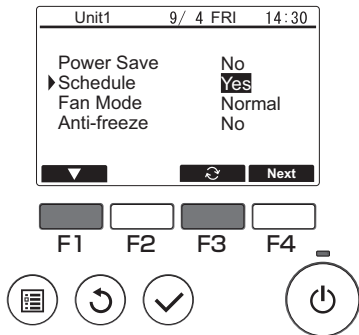 Unit1 9/ 4 FRI 14:30
Power Save No
Schedule Yes
Fan Mode Normal
Anti-freeze No
Next
F1 F2 F3 F4